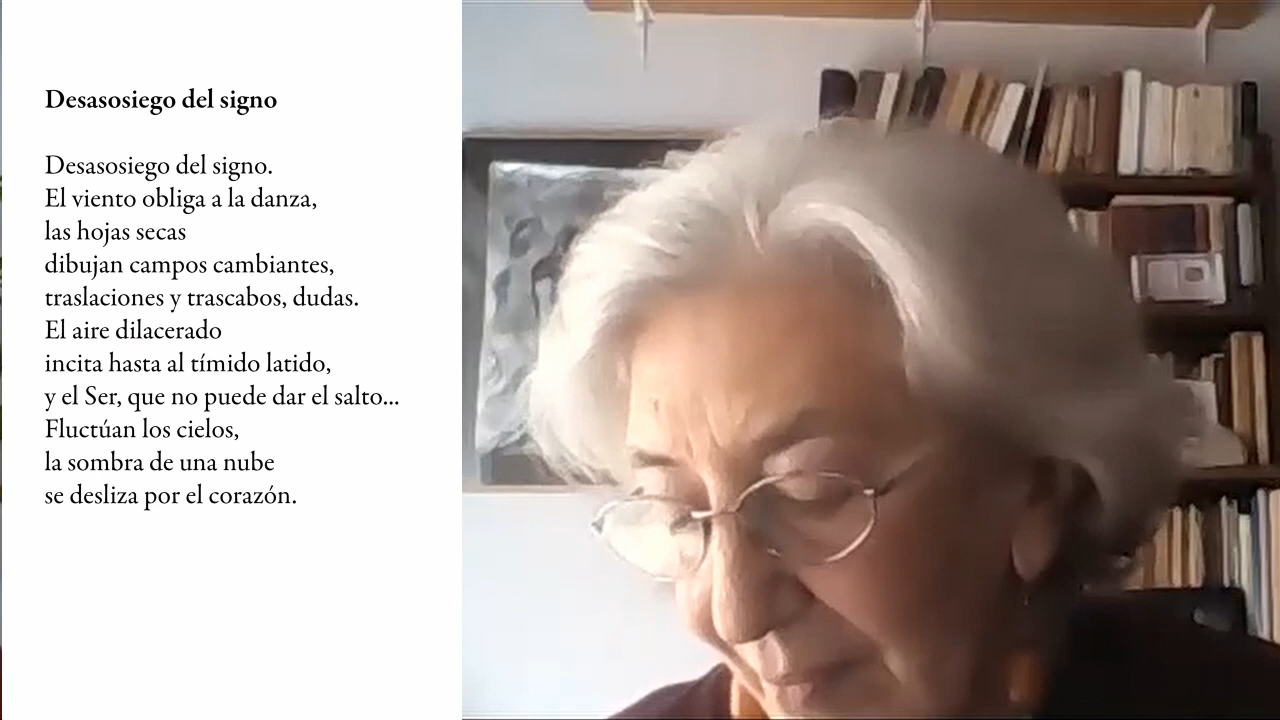 Desasosiego del signo
Desasosiego del signo.
El viento obliga a la danza,
las hojas secas
dibujan campos cambiantes,
traslaciones y trascabos, dudas.
El aire dilacerado
incita hasta al tímido latido,
y el Ser, que no puede dar el salto...
Fluctúan los cielos,
la sombra de una nube
se desliza por el corazón.